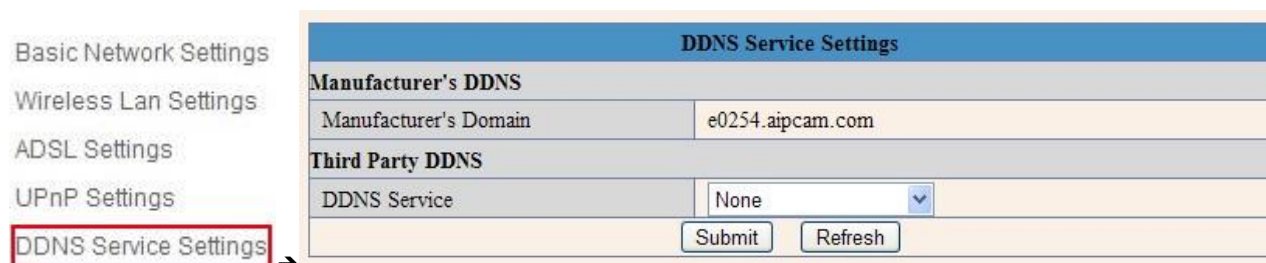 Basic Network Settings
Wireless Lan Settings
ADSL Settings
UPnP Settings
DDNS Service Settings
DDNS Service Settings
Manufacturer's DDNS
Manufacturer's Domain e0254.aipcam.com
Third Party DDNS
DDNS Service None
Submit Refresh